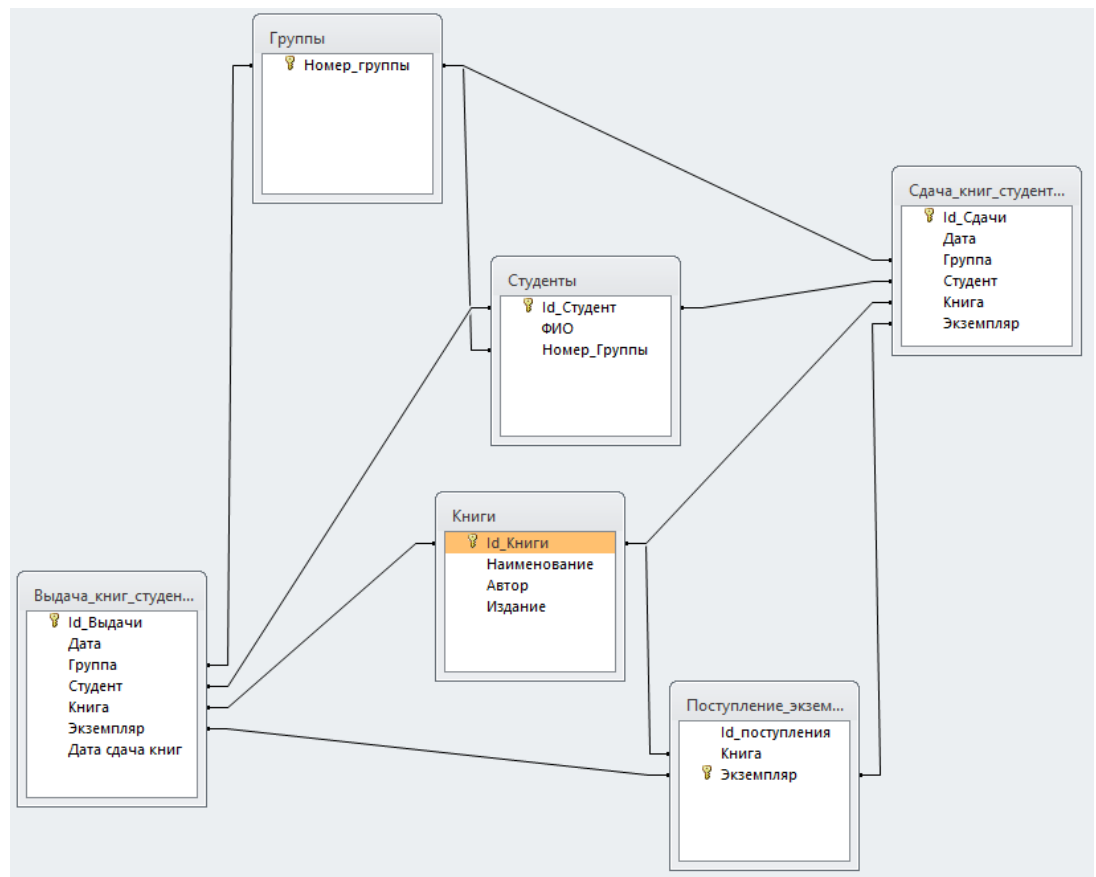 Группы
Номер_группы
Сдача_книг_студент...
Id_Сдачи
Дата
Группа
Студент
Книга
Экземпляр
Студенты
Id_Студент
ФИО
Номер_Группы
Книги
Id_Книги
Наименование
Автор
Издание
Выдача_книг_студен...
Id_Выдачи
Дата
Группа
Студент
Книга
Экземпляр
Дата сдача книг
Поступление_экзем...
Id_поступления
Книга
Экземпляр